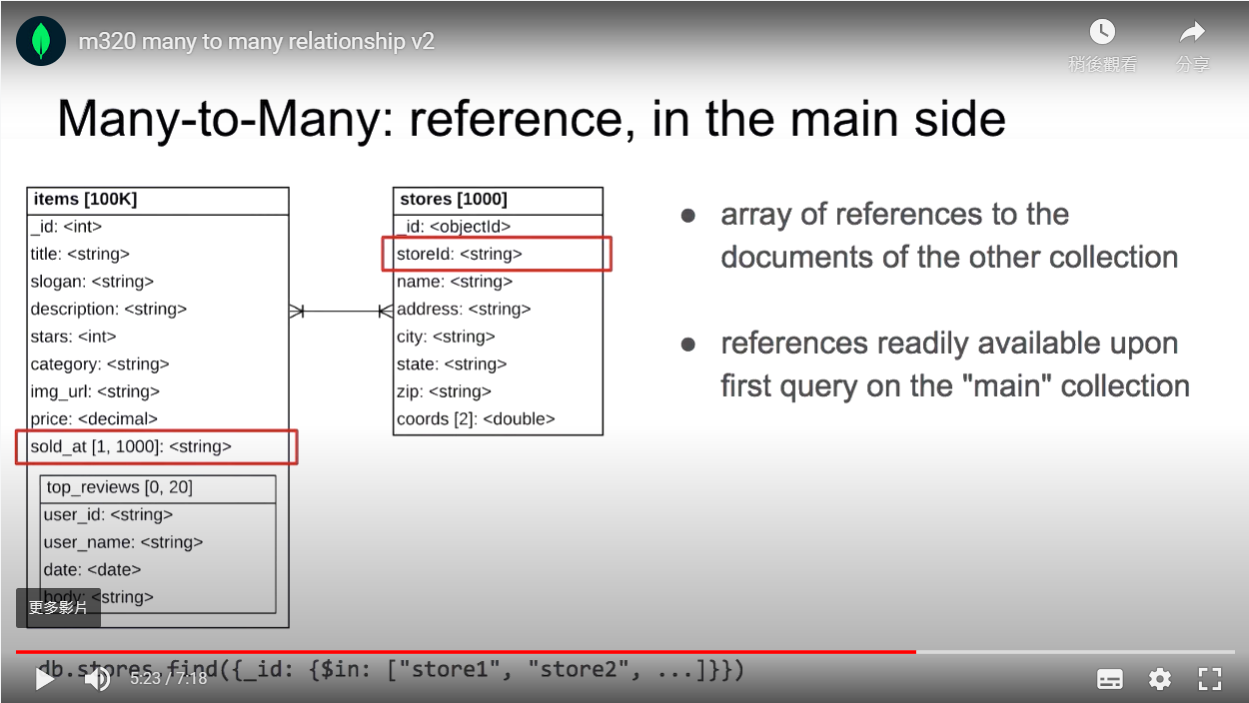 m320 many to many relationship v2
稍後觀看
分享
Many-to-Many: reference, in the main side
items [100K]
_id: <int>
title: <string>
slogan: <string>
description: <string>
stars: <int>
category: <string>
img_url: <string>
price: <decimal>
sold_at [1, 1000]: <string>
top_reviews [0, 20]
user_id: <string>
user_name: <string>
date: <date>
body: <string>
stores [1000]
_id: <objectId>
storeId: <string>
name: <string>
address: <string>
city: <string>
state: <string>
zip: <string>
coords [2]: <double>
● array of references to the
documents of the other collection
● references readily available upon
first query on the "main" collection
更多影片
db.stores.find({_id: {$in: ["store1", "store2", ...]}})
5:23 / 7:18